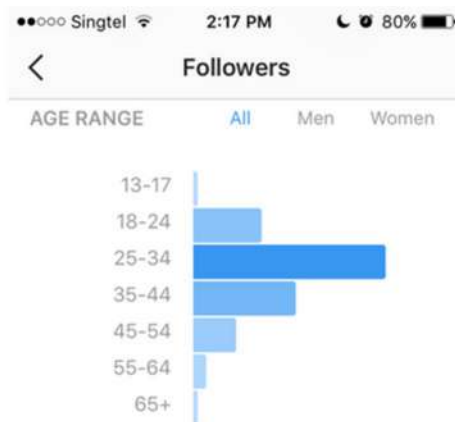 Singtel 2:17 PM 80%
Followers
AGE RANGE All Men Women
13-17
18-24
25-34
35-44
45-54
55-64
65+